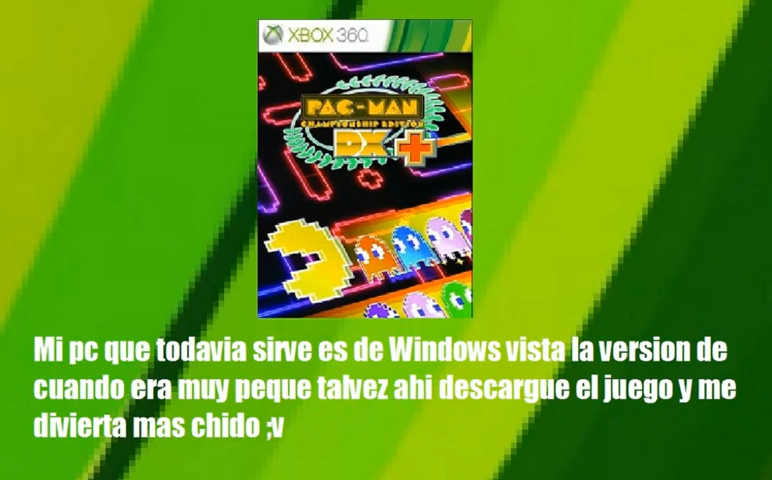 XBOX 360
PAC-MAN
CHAMPIONSHIP EDITION
DX+
Mi pc que todavia sirve es de Windows vista la version de
cuando era muy peque talvez ahi descargue el juego y me
divierta mas chido ;v